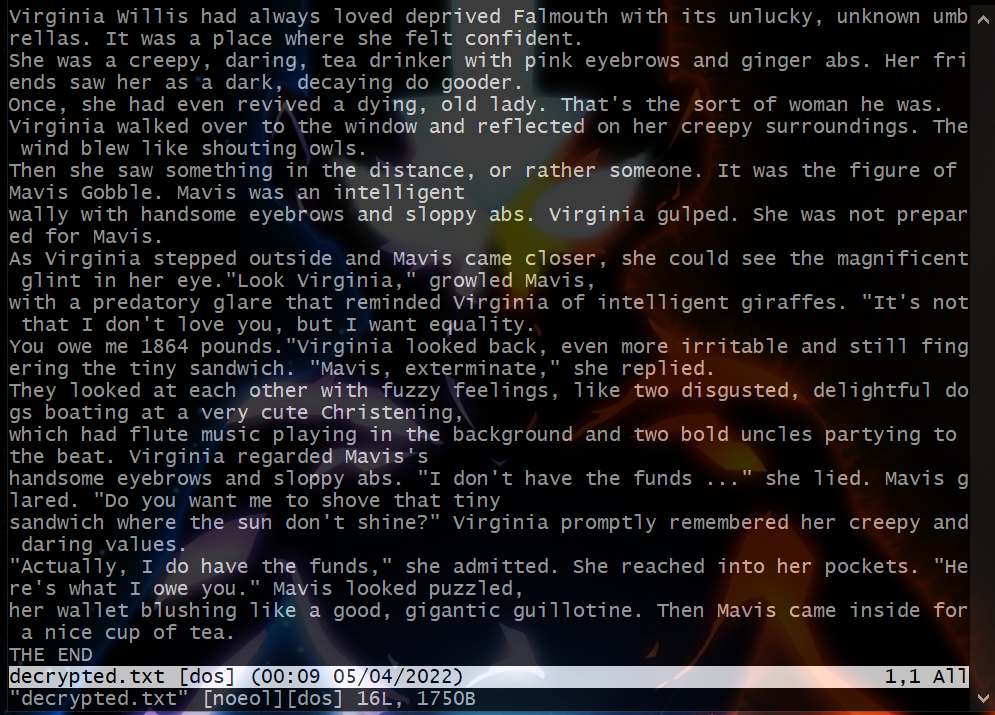 Virginia Willis had always loved deprived Falmouth with its unlucky, unknown umb
rellas. It was a place where she felt confident.
She was a creepy, daring, tea drinker with pink eyebrows and ginger abs. Her fri
ends saw her as a dark, decaying do gooder.
Once, she had even revived a dying, old lady. That's the sort of woman he was.
Virginia walked over to the window and reflected on her creepy surroundings. The
 wind blew like shouting owls.
Then she saw something in the distance, or rather someone. It was the figure of
Mavis Gobble. Mavis was an intelligent
wally with handsome eyebrows and sloppy abs. Virginia gulped. She was not prepar
ed for Mavis.
As Virginia stepped outside and Mavis came closer, she could see the magnificent
 glint in her eye."Look Virginia," growled Mavis,
with a predatory glare that reminded Virginia of intelligent giraffes. "It's not
 that I don't love you, but I want equality.
You owe me 1864 pounds."Virginia looked back, even more irritable and still fing
ering the tiny sandwich. "Mavis, exterminate," she replied.
They looked at each other with fuzzy feelings, like two disgusted, delightful do
gs boating at a very cute Christening,
which had flute music playing in the background and two bold uncles partying to
the beat. Virginia regarded Mavis's
handsome eyebrows and sloppy abs. "I don't have the funds ..." she lied. Mavis g
lared. "Do you want me to shove that tiny
sandwich where the sun don't shine?" Virginia promptly remembered her creepy and
 daring values.
"Actually, I do have the funds," she admitted. She reached into her pockets. "He
re's what I owe you." Mavis looked puzzled,
her wallet blushing like a good, gigantic guillotine. Then Mavis came inside for
 a nice cup of tea.
THE END
decrypted.txt [dos] (00:09 05/04/2022) 1,1 All
"decrypted.txt" [noeol][dos] 16L, 1750B